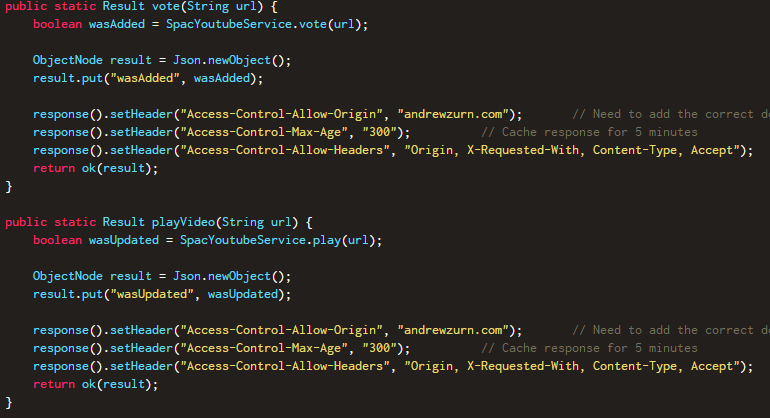 public static Result vote(String url) {
    boolean wasAdded = SpacYoutubeService.vote(url);

    ObjectNode result = Json.newObject();
    result.put("wasAdded", wasAdded);

    response().setHeader("Access-Control-Allow-Origin", "andrewzurn.com");       // Need to add the correct
    response().setHeader("Access-Control-Max-Age", "300");          // Cache response for 5 minutes
    response().setHeader("Access-Control-Allow-Headers", "Origin, X-Requested-With, Content-Type, Accept");
    return ok(result);
}

public static Result playVideo(String url) {
    boolean wasUpdated = SpacYoutubeService.play(url);

    ObjectNode result = Json.newObject();
    result.put("wasUpdated", wasUpdated);

    response().setHeader("Access-Control-Allow-Origin", "andrewzurn.com");       // Need to add the correct
    response().setHeader("Access-Control-Max-Age", "300");          // Cache response for 5 minutes
    response().setHeader("Access-Control-Allow-Headers", "Origin, X-Requested-With, Content-Type, Accept");
    return ok(result);
}